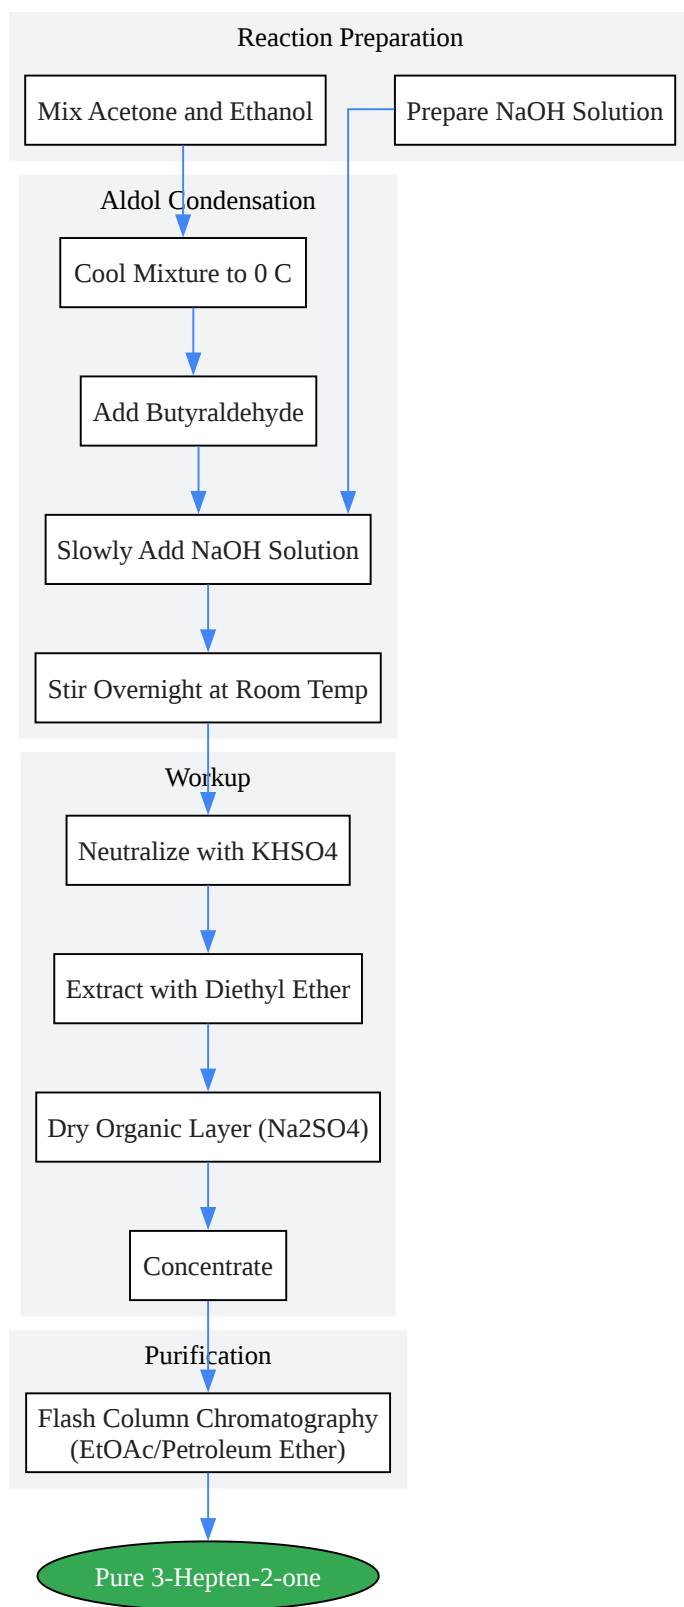 Reaction Preparation
Mix Acetone and Ethanol
Prepare NaOH Solution
Aldol Condensation
Cool Mixture to 0 C
Add Butyraldehyde
Slowly Add NaOH Solution
Stir Overnight at Room Temp
Workup
Neutralize with KHSO4
Extract with Diethyl Ether
Dry Organic Layer (Na2SO4)
Concentrate
Purification
Flash Column Chromatography
(EtOAc/Petroleum Ether)
Pure 3-Hepten-2-one